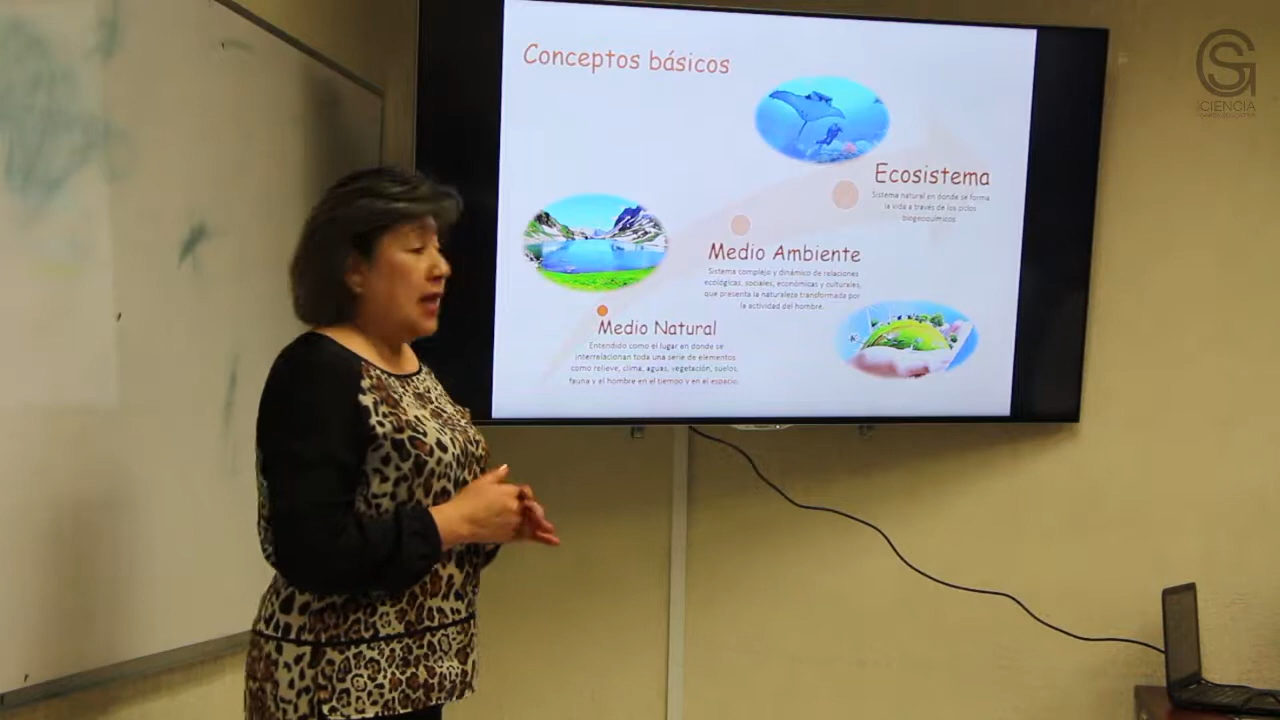 Conceptos básicos
Ecosistema
Sistema natural en donde se forma
la vida a través de los ciclos
biogeoquímicos.
Medio Ambiente
Sistema complejo y dinámico de relaciones
ecológicas, sociales, económicas y culturales,
que presenta la naturaleza transformada por
la actividad del hombre.
Medio Natural
Entendido como el lugar en donde se
interrelacionan toda una serie de elementos
como relieve, clima, aguas, vegetación, suelos,
fauna y el hombre en el tiempo y en el espacio.
CIENCIA